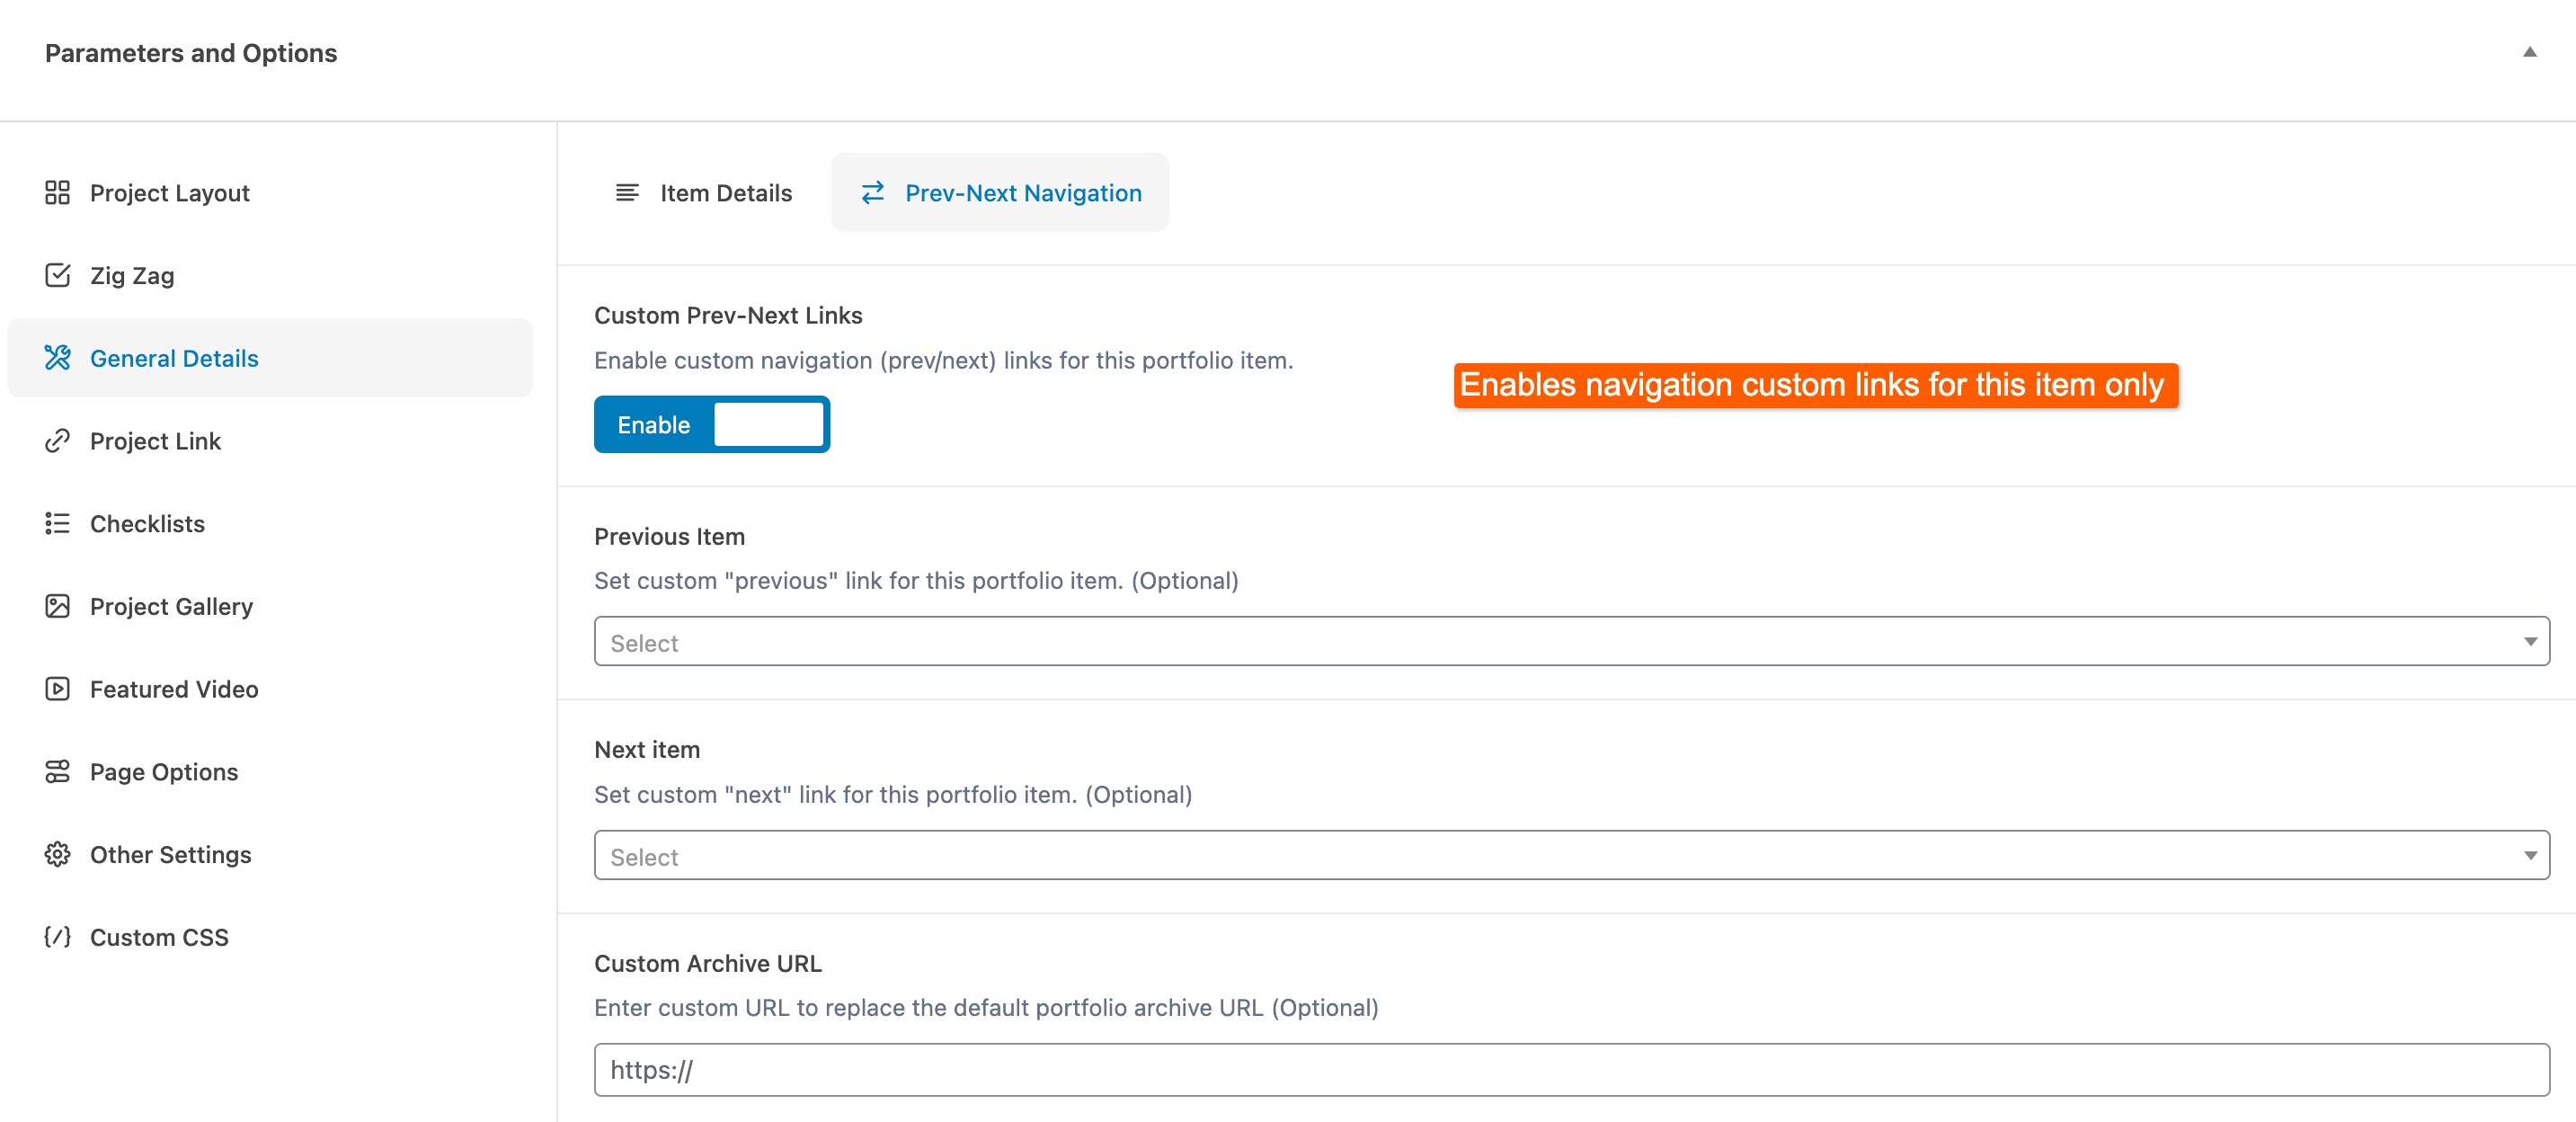 Parameters and Options
Project Layout
Zig Zag
General Details
Project Link
Checklists
Project Gallery
Featured Video
Page Options
Other Settings
Custom CSS
Item Details
Prev-Next Navigation
Custom Prev-Next Links
Enable custom navigation (prev/next) links for this portfolio item.
Enable
Enables navigation custom links for this item only
Previous Item
Set custom "previous" link for this portfolio item. (Optional)
Select
Next item
Set custom "next" link for this portfolio item. (Optional)
Select
Custom Archive URL
Enter custom URL to replace the default portfolio archive URL (Optional)
https://